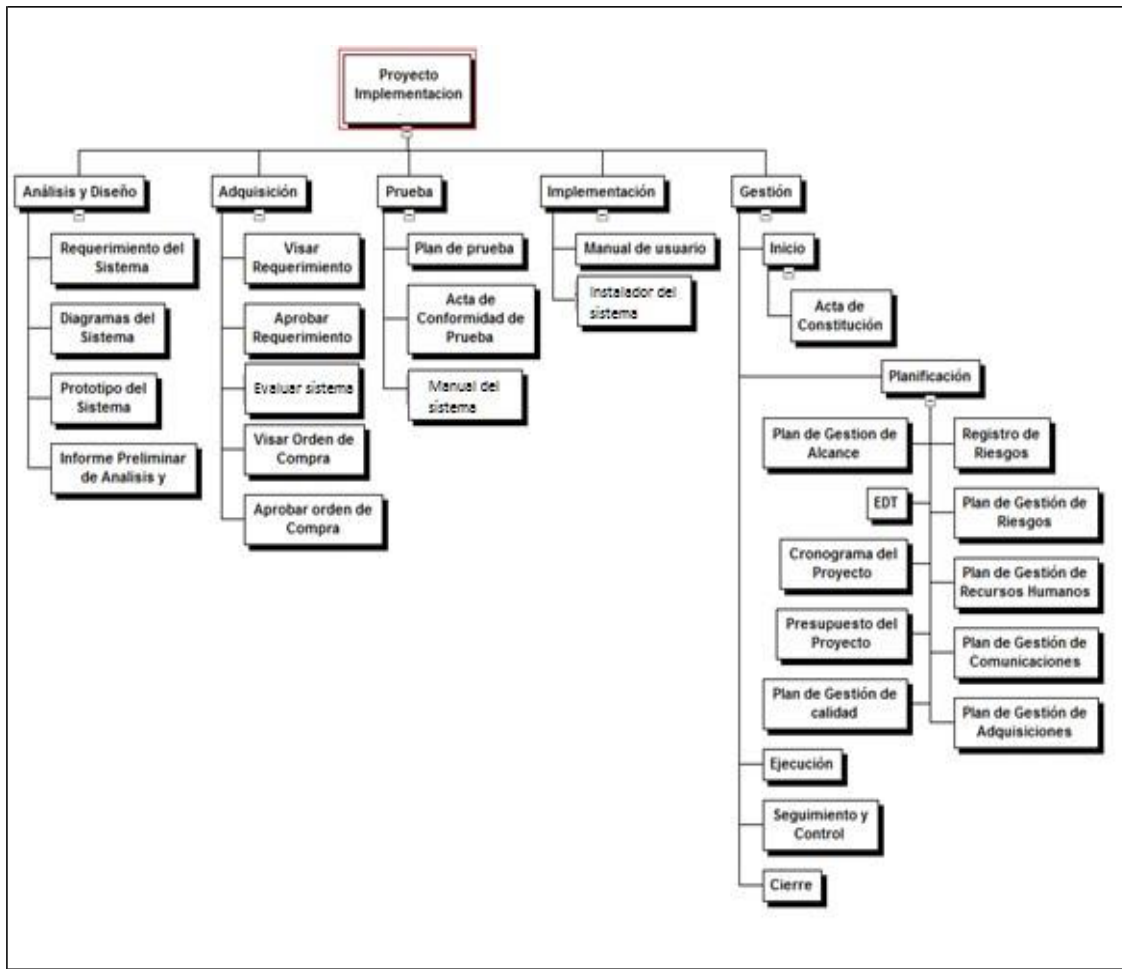 Proyecto
Implementacion
Análisis y Diseño
Requerimiento del
Sistema
Diagramas del
Sistema
Prototipo del
Sistema
Informe Preliminar
de Analisis y
Adquisición
Visar
Requerimiento
Aprobar
Requerimiento
Evaluar sistema
Visar Orden de
Compra
Aprobar orden de
Compra
Prueba
Plan de prueba
Acta de
Conformidad de
Prueba
Manual del
sistema
Implementación
Manual de usuario
Instalador del
sistema
Gestión
Inicio
Acta de
Constitución
Planificación
Plan de Gestion de
Alcance
EDT
Cronograma del
Proyecto
Presupuesto del
Proyecto
Plan de Gestión de
calidad
Registro de
Riesgos
Plan de Gestión de
Riesgos
Plan de Gestión de
Recursos Humanos
Plan de Gestión de
Comunicaciones
Plan de Gestión de
Adquisiciones
Ejecución
Seguimiento y
Control
Cierre